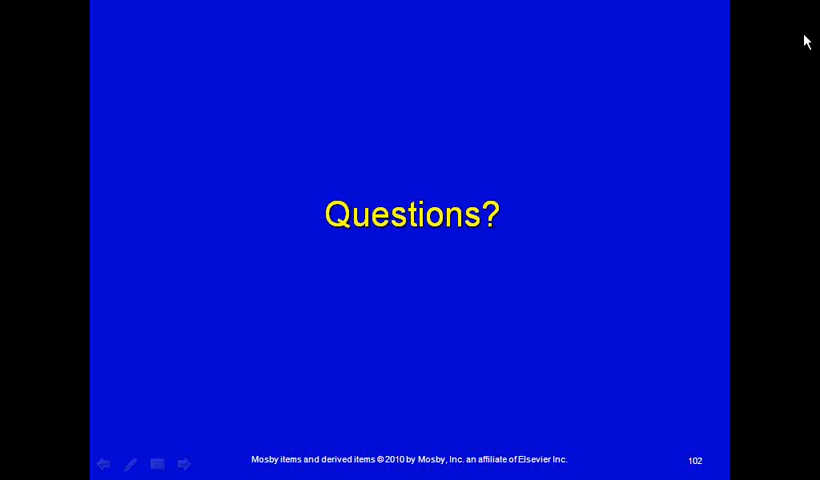 Questions?
Mosby items and derived items © 2010 by Mosby, Inc. an affiliate of Elsevier Inc.
102